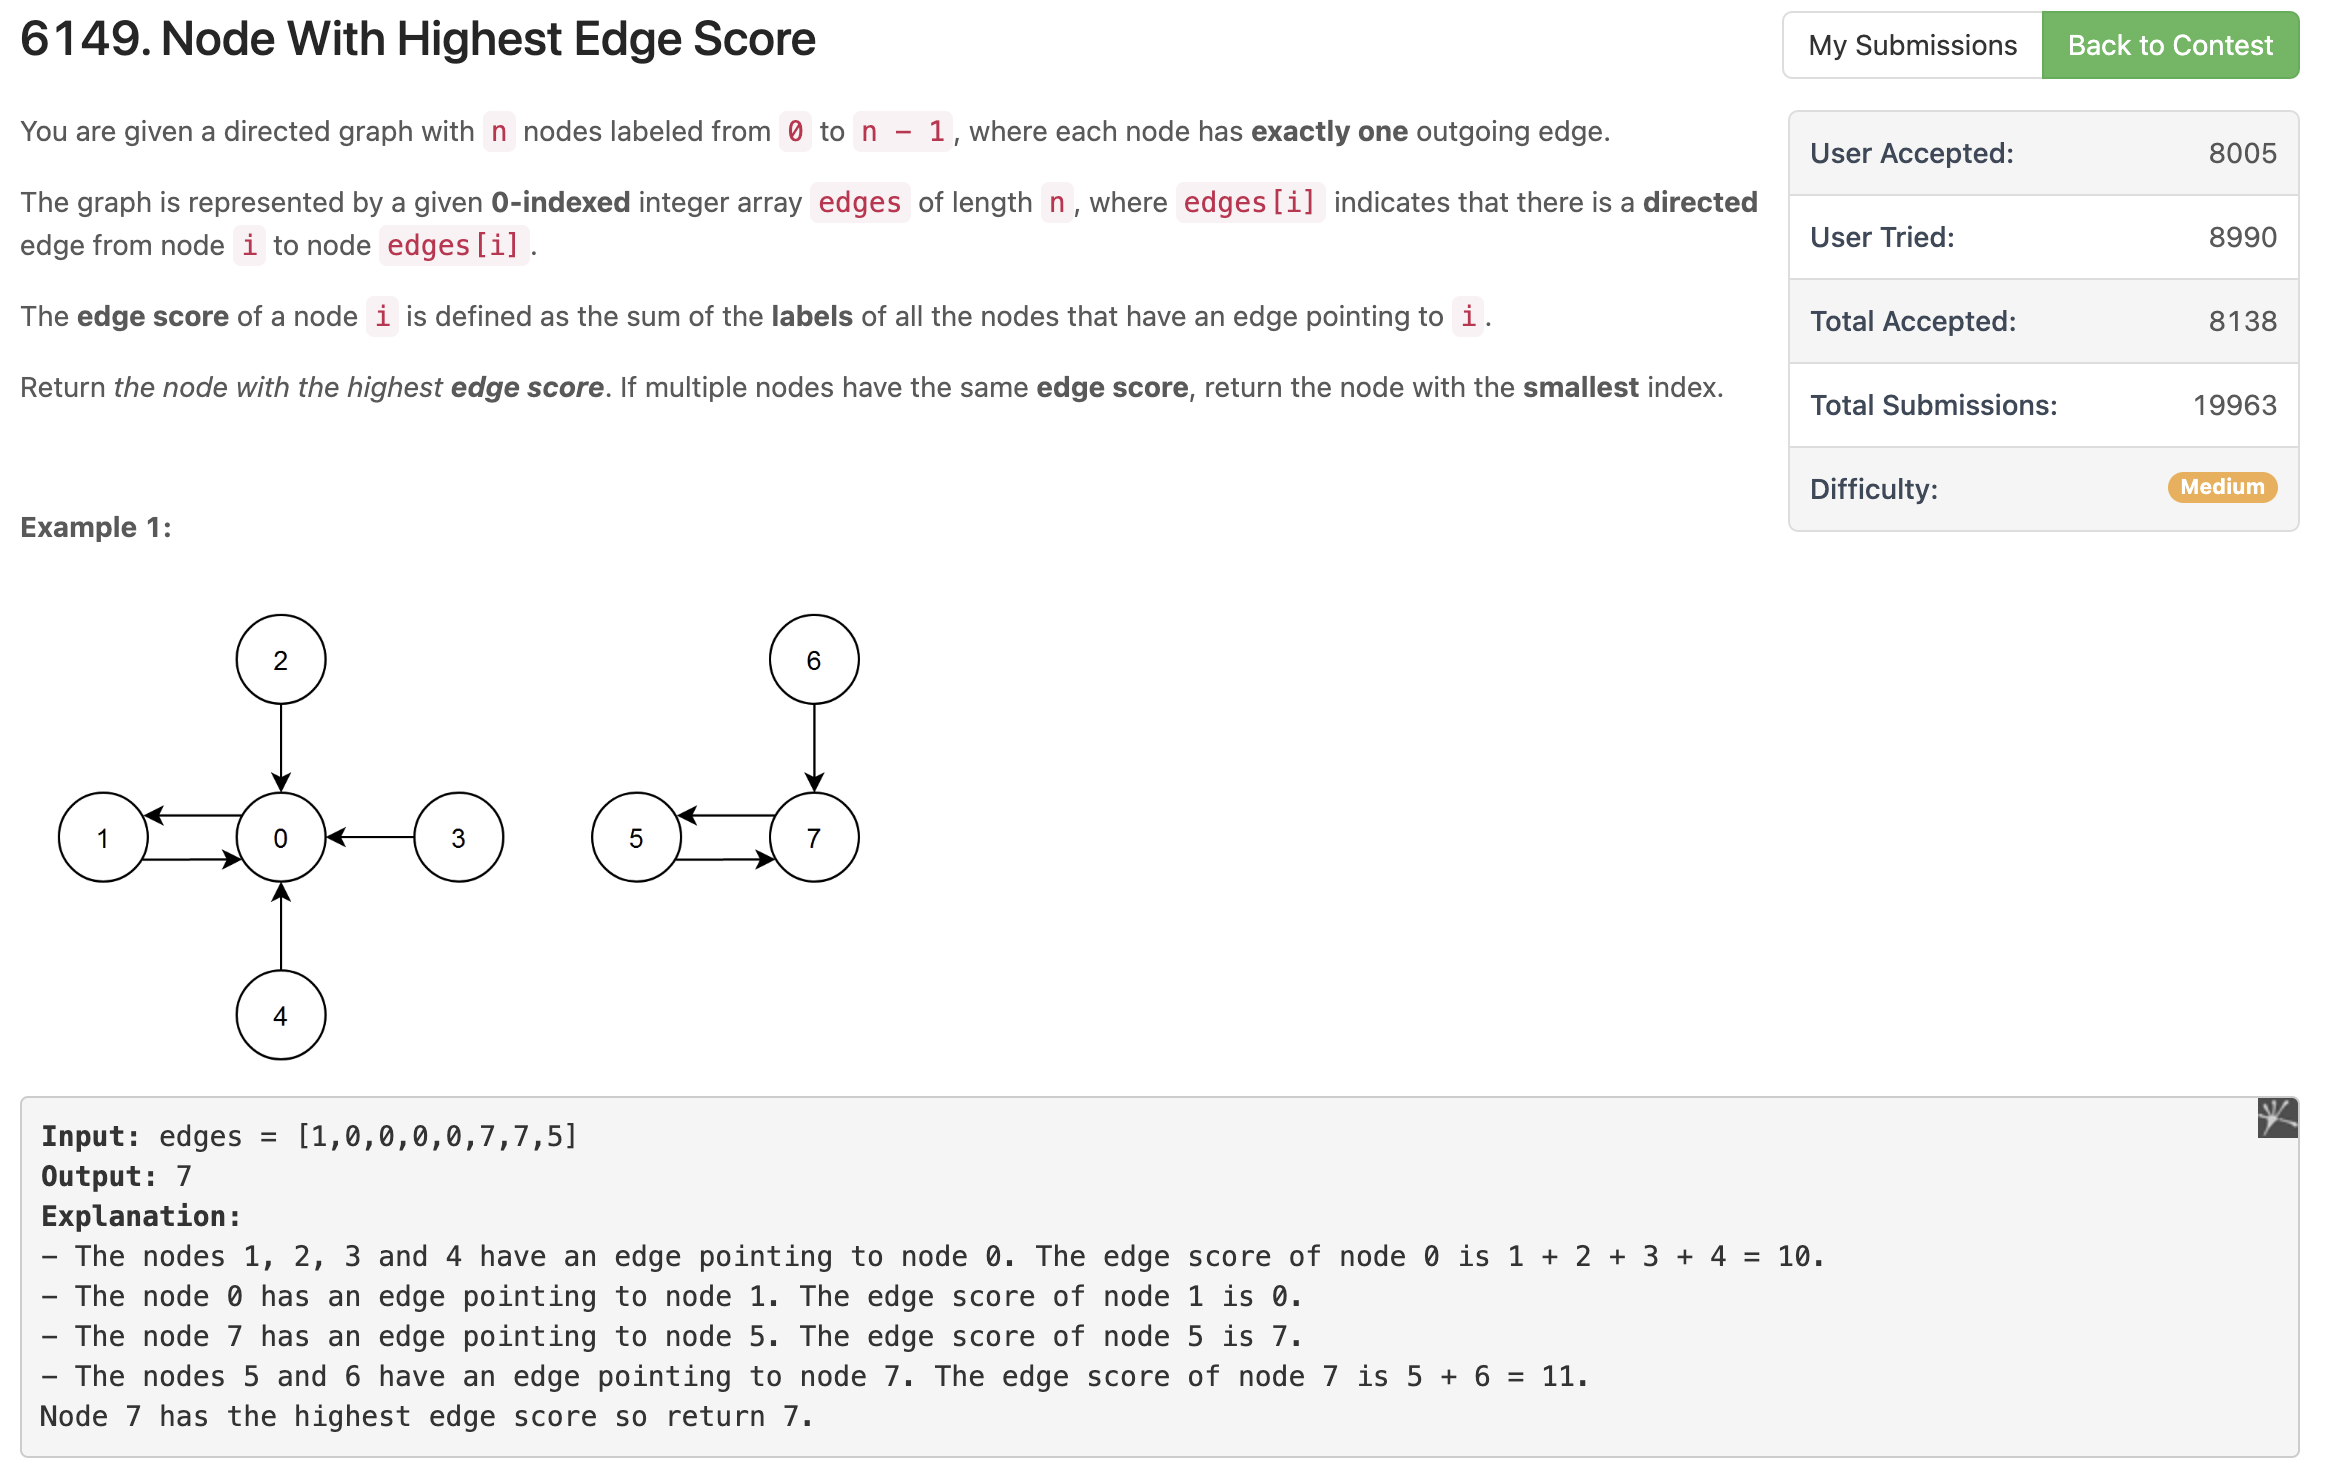 6149. Node With Highest Edge Score
My Submissions
Back to Contest
You are given a directed graph with n nodes labeled from 0 to n - 1, where each node has exactly one outgoing edge.
The graph is represented by a given 0-indexed integer array edges of length n, where edges[i] indicates that there is a directed
edge from node i to node edges[i].
The edge score of a node i is defined as the sum of the labels of all the nodes that have an edge pointing to i.
Return the node with the highest edge score. If multiple nodes have the same edge score, return the node with the smallest index.
User Accepted: 8005
User Tried: 8990
Total Accepted: 8138
Total Submissions: 19963
Difficulty: Medium
Example 1:
2
6
1
0
3
5
7
4
Input: edges = [1,0,0,0,0,7,7,5]
Output: 7
Explanation:
- The nodes 1, 2, 3 and 4 have an edge pointing to node 0. The edge score of node 0 is 1 + 2 + 3 + 4 = 10.
- The node 0 has an edge pointing to node 1. The edge score of node 1 is 0.
- The node 7 has an edge pointing to node 5. The edge score of node 5 is 7.
- The nodes 5 and 6 have an edge pointing to node 7. The edge score of node 7 is 5 + 6 = 11.
Node 7 has the highest edge score so return 7.